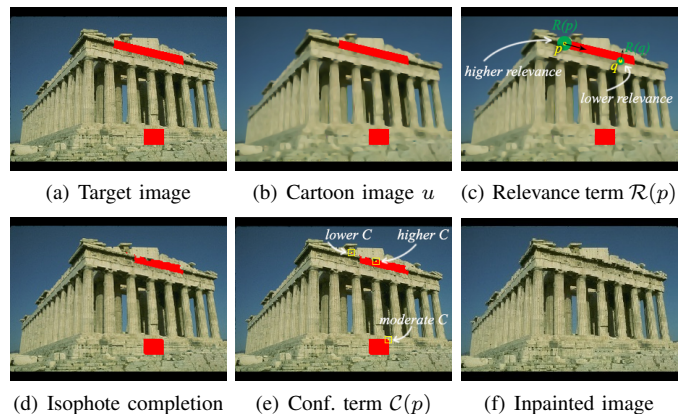 R(p)
p
R(q)
q
higher relevance
lower relevance
(a) Target image
(b) Cartoon image u
(c) Relevance term R(p)
lower C
higher C
moderate C
(d) Isophote completion
(e) Conf. term C(p)
(f) Inpainted image